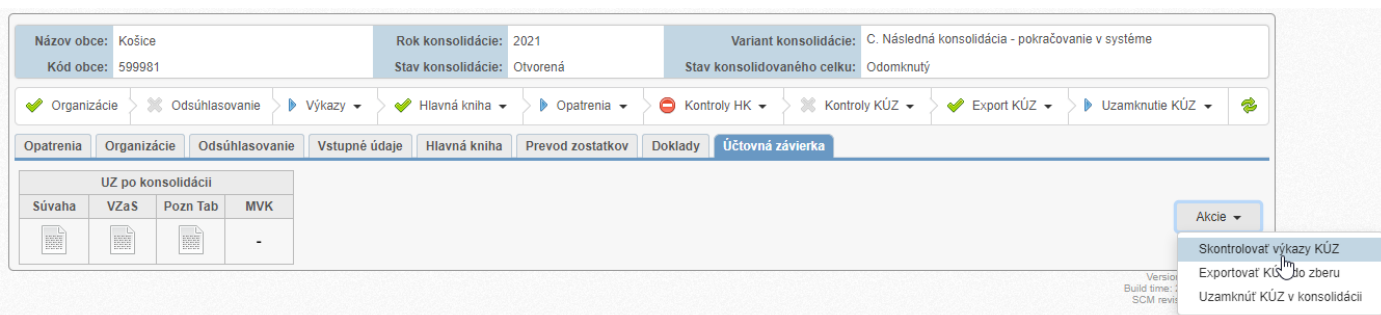 Názov obce: Košice Rok konsolidácie: 2021 Variant konsolidácie: C. Následná konsolidácia - pokračovanie v systéme
Kód obce: 599981 Stav konsolidácie: Otvorená Stav konsolidovaného celku: Odomknutý
Organizácie Odsúhlasovanie Výkazy Hlavná kniha Opatrenia Kontroly HK Kontroly KÚZ Export KÚZ Uzamknutie KÚZ
Opatrenia Organizácie Odsúhlasovanie Vstupné údaje Hlavná kniha Prevod zostatkov Doklady Účtovná závierka
UZ po konsolidácii
Súvaha VZaS Pozn Tab MVK
-
Akcie
Skontrolovať výkazy KÚZ
Exportovať do zberu
Uzamknúť KÚZ v konsolidácii
Build time:
SCM